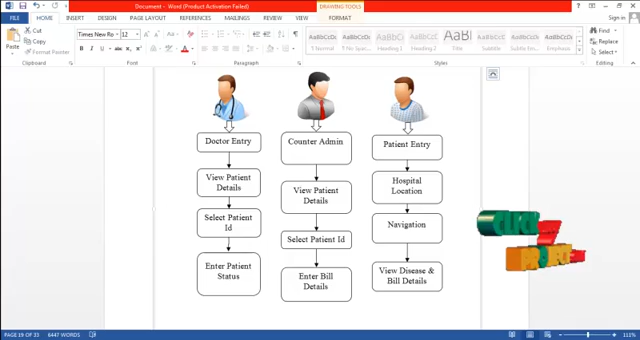 Document - Word (Product Activation Failed)
DRAWING TOOLS
FILE
HOME
INSERT
DESIGN
PAGE LAYOUT
REFERENCES
MAILINGS
REVIEW
VIEW
FORMAT
Sign in
Paste
Cut
Copy
Format Painter
Clipboard
Times New Ro
12
Font
Paragraph
AaBbCcDc
AaBbCcDc
AaBbC
AaBbCc
AaB
AaBbCcD
AaBbCcDc
AaBbCcDc
¶ Normal
¶ No Spac...
Heading 1
Heading 2
Title
Subtitle
Subtle Em...
Emphasis
Styles
Find
Replace
Select
Editing
Doctor Entry
View Patient
Details
Select Patient
Id
Enter Patient
Status
Counter Admin
View Patient
Details
Select Patient Id
Enter Bill
Details
Patient Entry
Hospital
Location
Navigation
View Disease &
Bill Details
PAGE 19 OF 33
6447 WORDS
111%